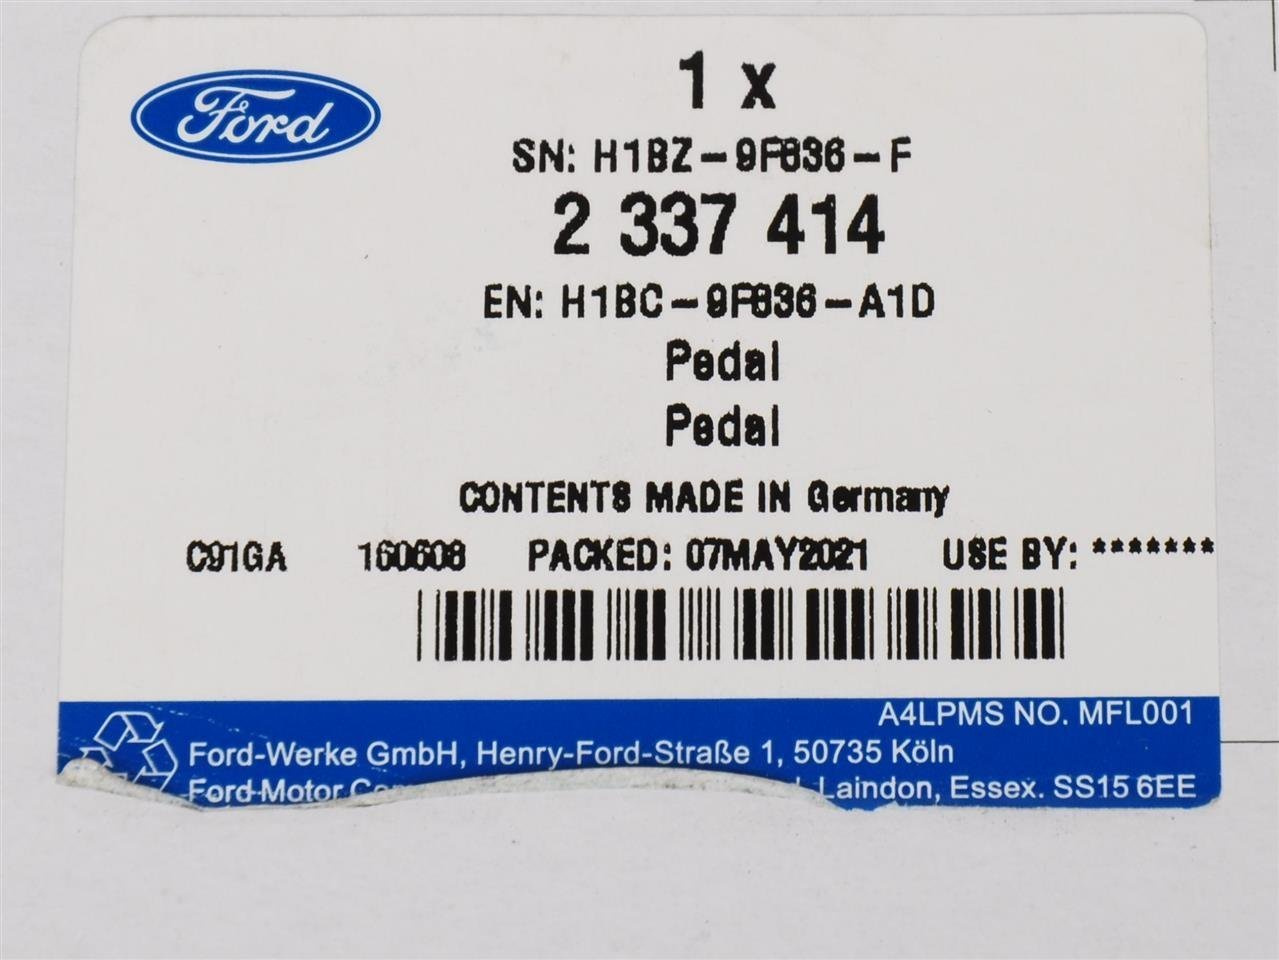 Ford
1 x
SN: H1BZ-9F836-F
2 337 414
EN: H1BC-9F836-A1D
Pedal
Pedal
CONTENTS MADE IN Germany
C91GA 160608 PACKED: 07MAY2021 USE BY: *******
A4LPMS NO. MFL001
Ford-Werke GmbH, Henry-Ford-Straße 1, 50735 Köln
Ford Motor Laindon, Essex. SS15 6EE